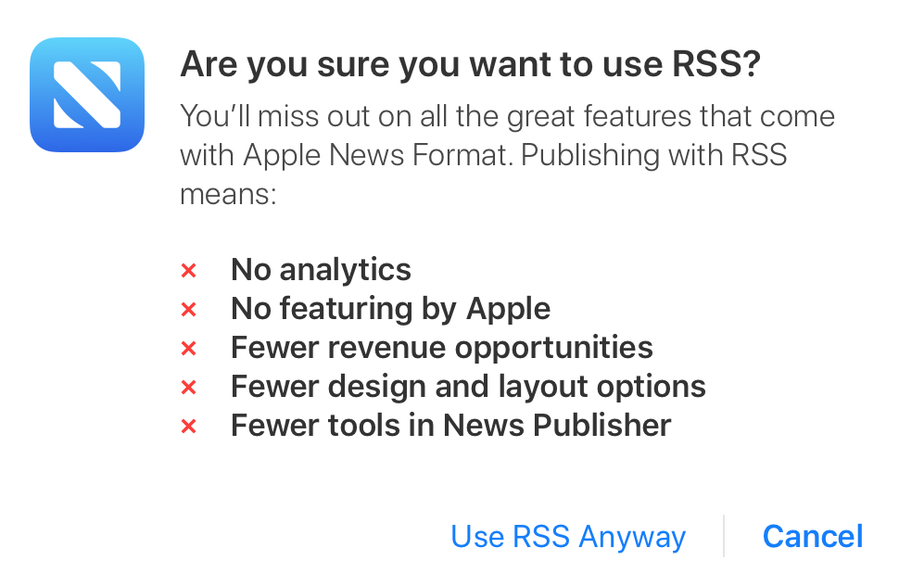 Are you sure you want to use RSS?
You’ll miss out on all the great features that come
with Apple News Format. Publishing with RSS
means:
× No analytics
× No featuring by Apple
× Fewer revenue opportunities
× Fewer design and layout options
× Fewer tools in News Publisher
Use RSS Anyway
Cancel